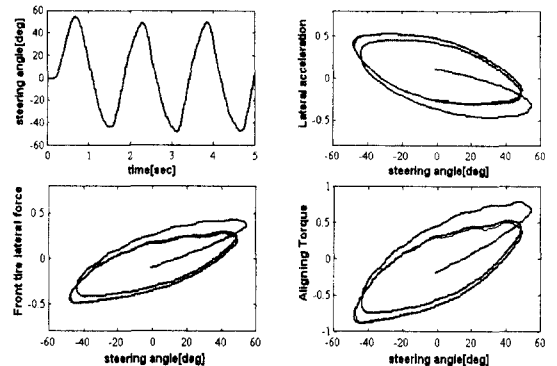 60
40
20
0
-20
-40
-60
steering angle[deg]
0 1 2 3 4 5
time[sec]
0.5
0
-0.5
Lateral acceleration
-60 -40 -20 0 20 40 60
steering angle[deg]
0.5
0
-0.5
Front tire lateral force
-60 -40 -20 0 20 40 60
steering angle[deg]
1
0.5
0
-0.5
-1
Aligning Torque
-60 -40 -20 0 20 40 60
steering angle[deg]